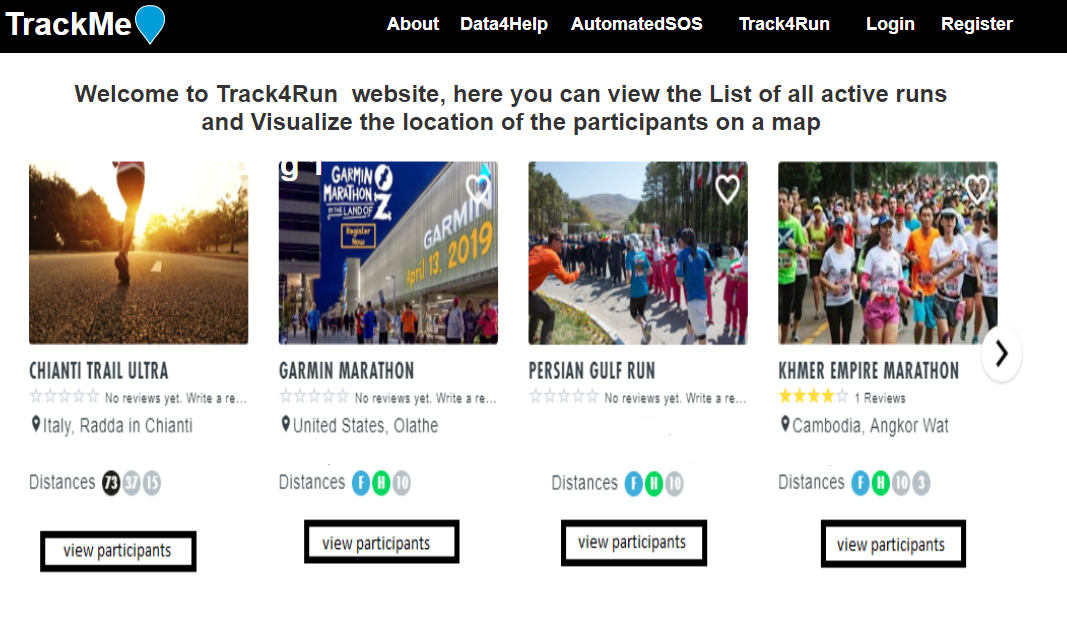 TrackMe
About Data4Help AutomatedSOS Track4Run Login Register
Welcome to Track4Run website, here you can view the List of all active runs
and Visualize the location of the participants on a map
g
GARMIN
MARATHON
IN THE LAND OF
OZ
Register
Now
GARMIN
April 13, 2019
CHIANTI TRAIL ULTRA
No reviews yet. Write a re...
Italy, Radda in Chianti
Distances 73 37 15
view participants
GARMIN MARATHON
No reviews yet. Write a re...
United States, Olathe
Distances F H 10
view participants
PERSIAN GULF RUN
No reviews yet. Write a re...
Distances F H 10
view participants
KHMER EMPIRE MARATHON
1 Reviews
Cambodia, Angkor Wat
Distances F H 10 3
view participants